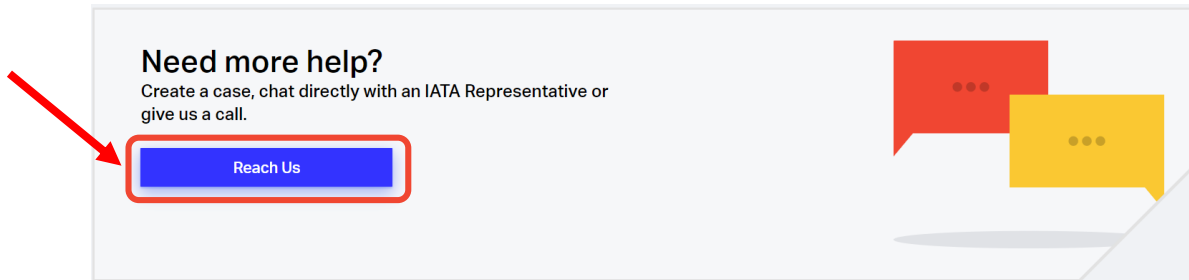 Need more help?
Create a case, chat directly with an IATA Representative or
give us a call.
Reach Us